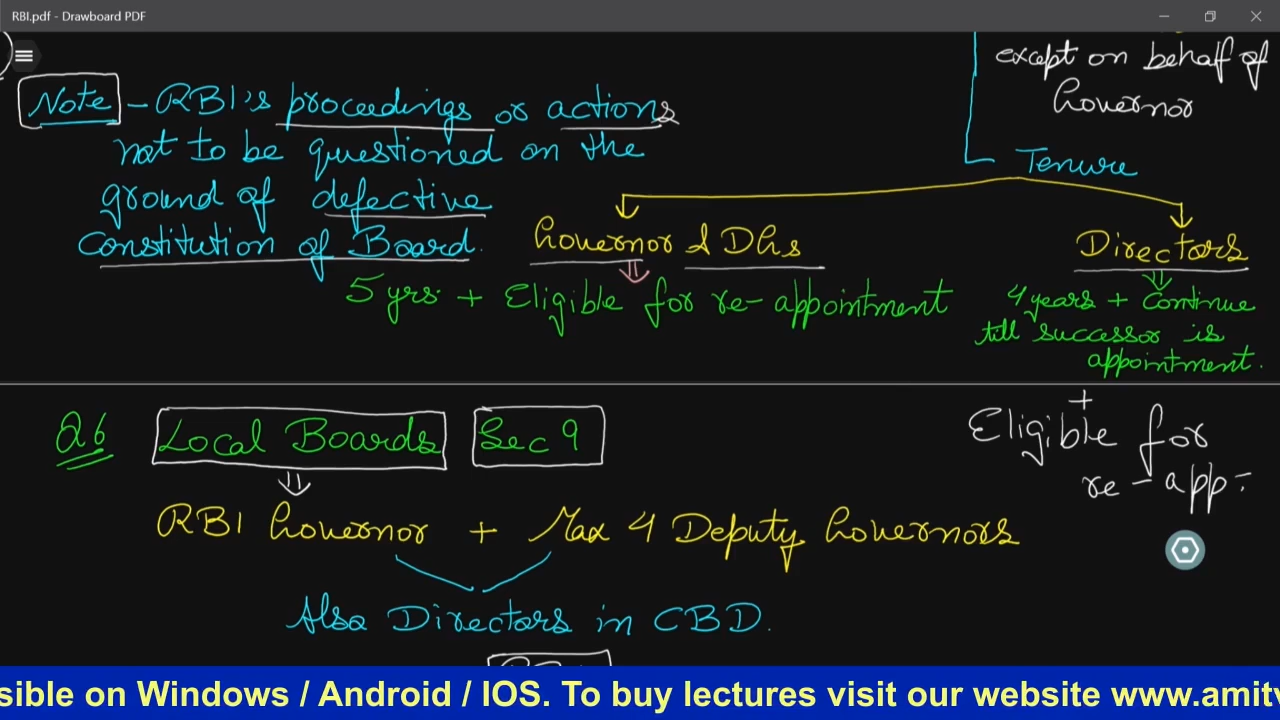 RBI.pdf - Drawboard PDF
except on behalf of
Governor
Note - RBI's proceedings or actions
not to be questioned on the
ground of defective
constitution of Board.
Tenure
Governor & DGs
5 yrs. + Eligible for re-appointment
Directors
4 years + Continue
till successor is
appointment.
+
Eligible for
re-app:
Q6 Local Boards Sec 9
RBI Governor + Max 4 Deputy Governors
Also Directors in CBD.
sible on Windows / Android / IOS. To buy lectures visit our website www.amity